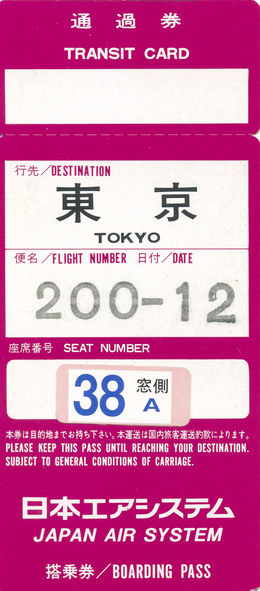 通過券
TRANSIT CARD
行先／DESTINATION
東京
TOKYO
便名／FLIGHT NUMBER 日付／DATE
200-12
座席番号 SEAT NUMBER
38 窓側 A
本券は目的地までお持ち下さい。本運送は国内旅客運送約款によります。
PLEASE KEEP THIS PASS UNTIL REACHING YOUR DESTINATION.
SUBJECT TO GENERAL CONDITIONS OF CARRIAGE.
日本エアシステム
JAPAN AIR SYSTEM
搭乗券／BOARDING PASS